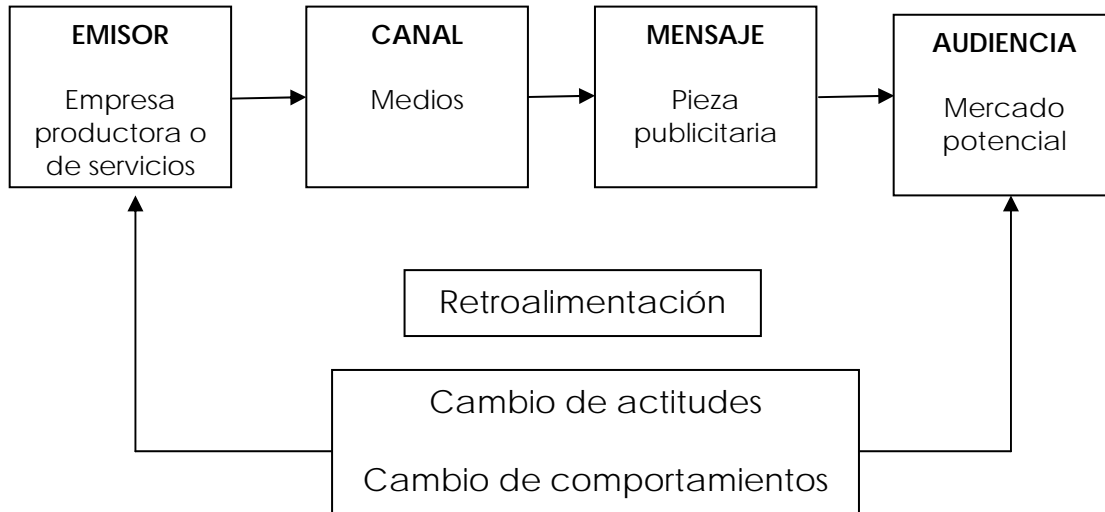 EMISOR
Empresa
productora o
de servicios
CANAL
Medios
MENSAJE
Pieza
publicitaria
AUDIENCIA
Mercado
potencial
Retroalimentación
Cambio de actitudes
Cambio de comportamientos